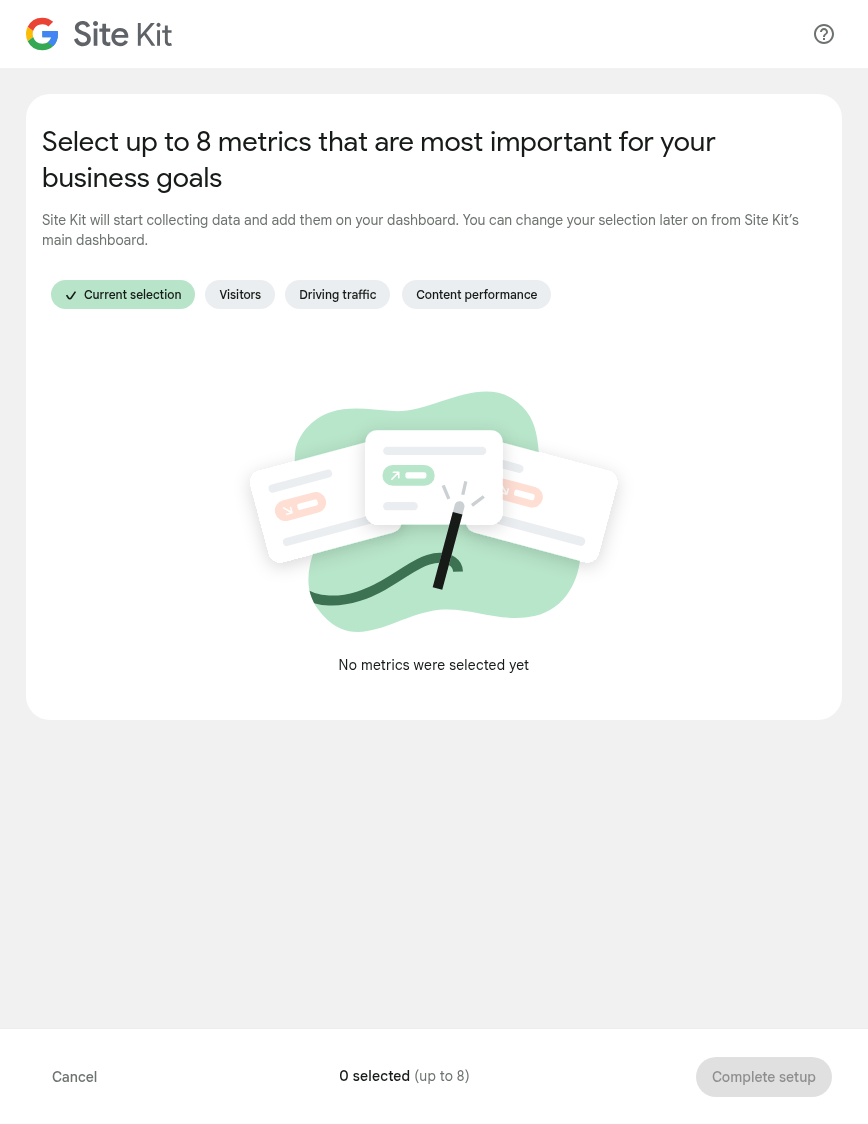 Site Kit
Select up to 8 metrics that are most important for your
business goals
Site Kit will start collecting data and add them on your dashboard. You can change your selection later on from Site Kit’s
main dashboard.
Current selection Visitors Driving traffic Content performance
No metrics were selected yet
Cancel 0 selected (up to 8) Complete setup